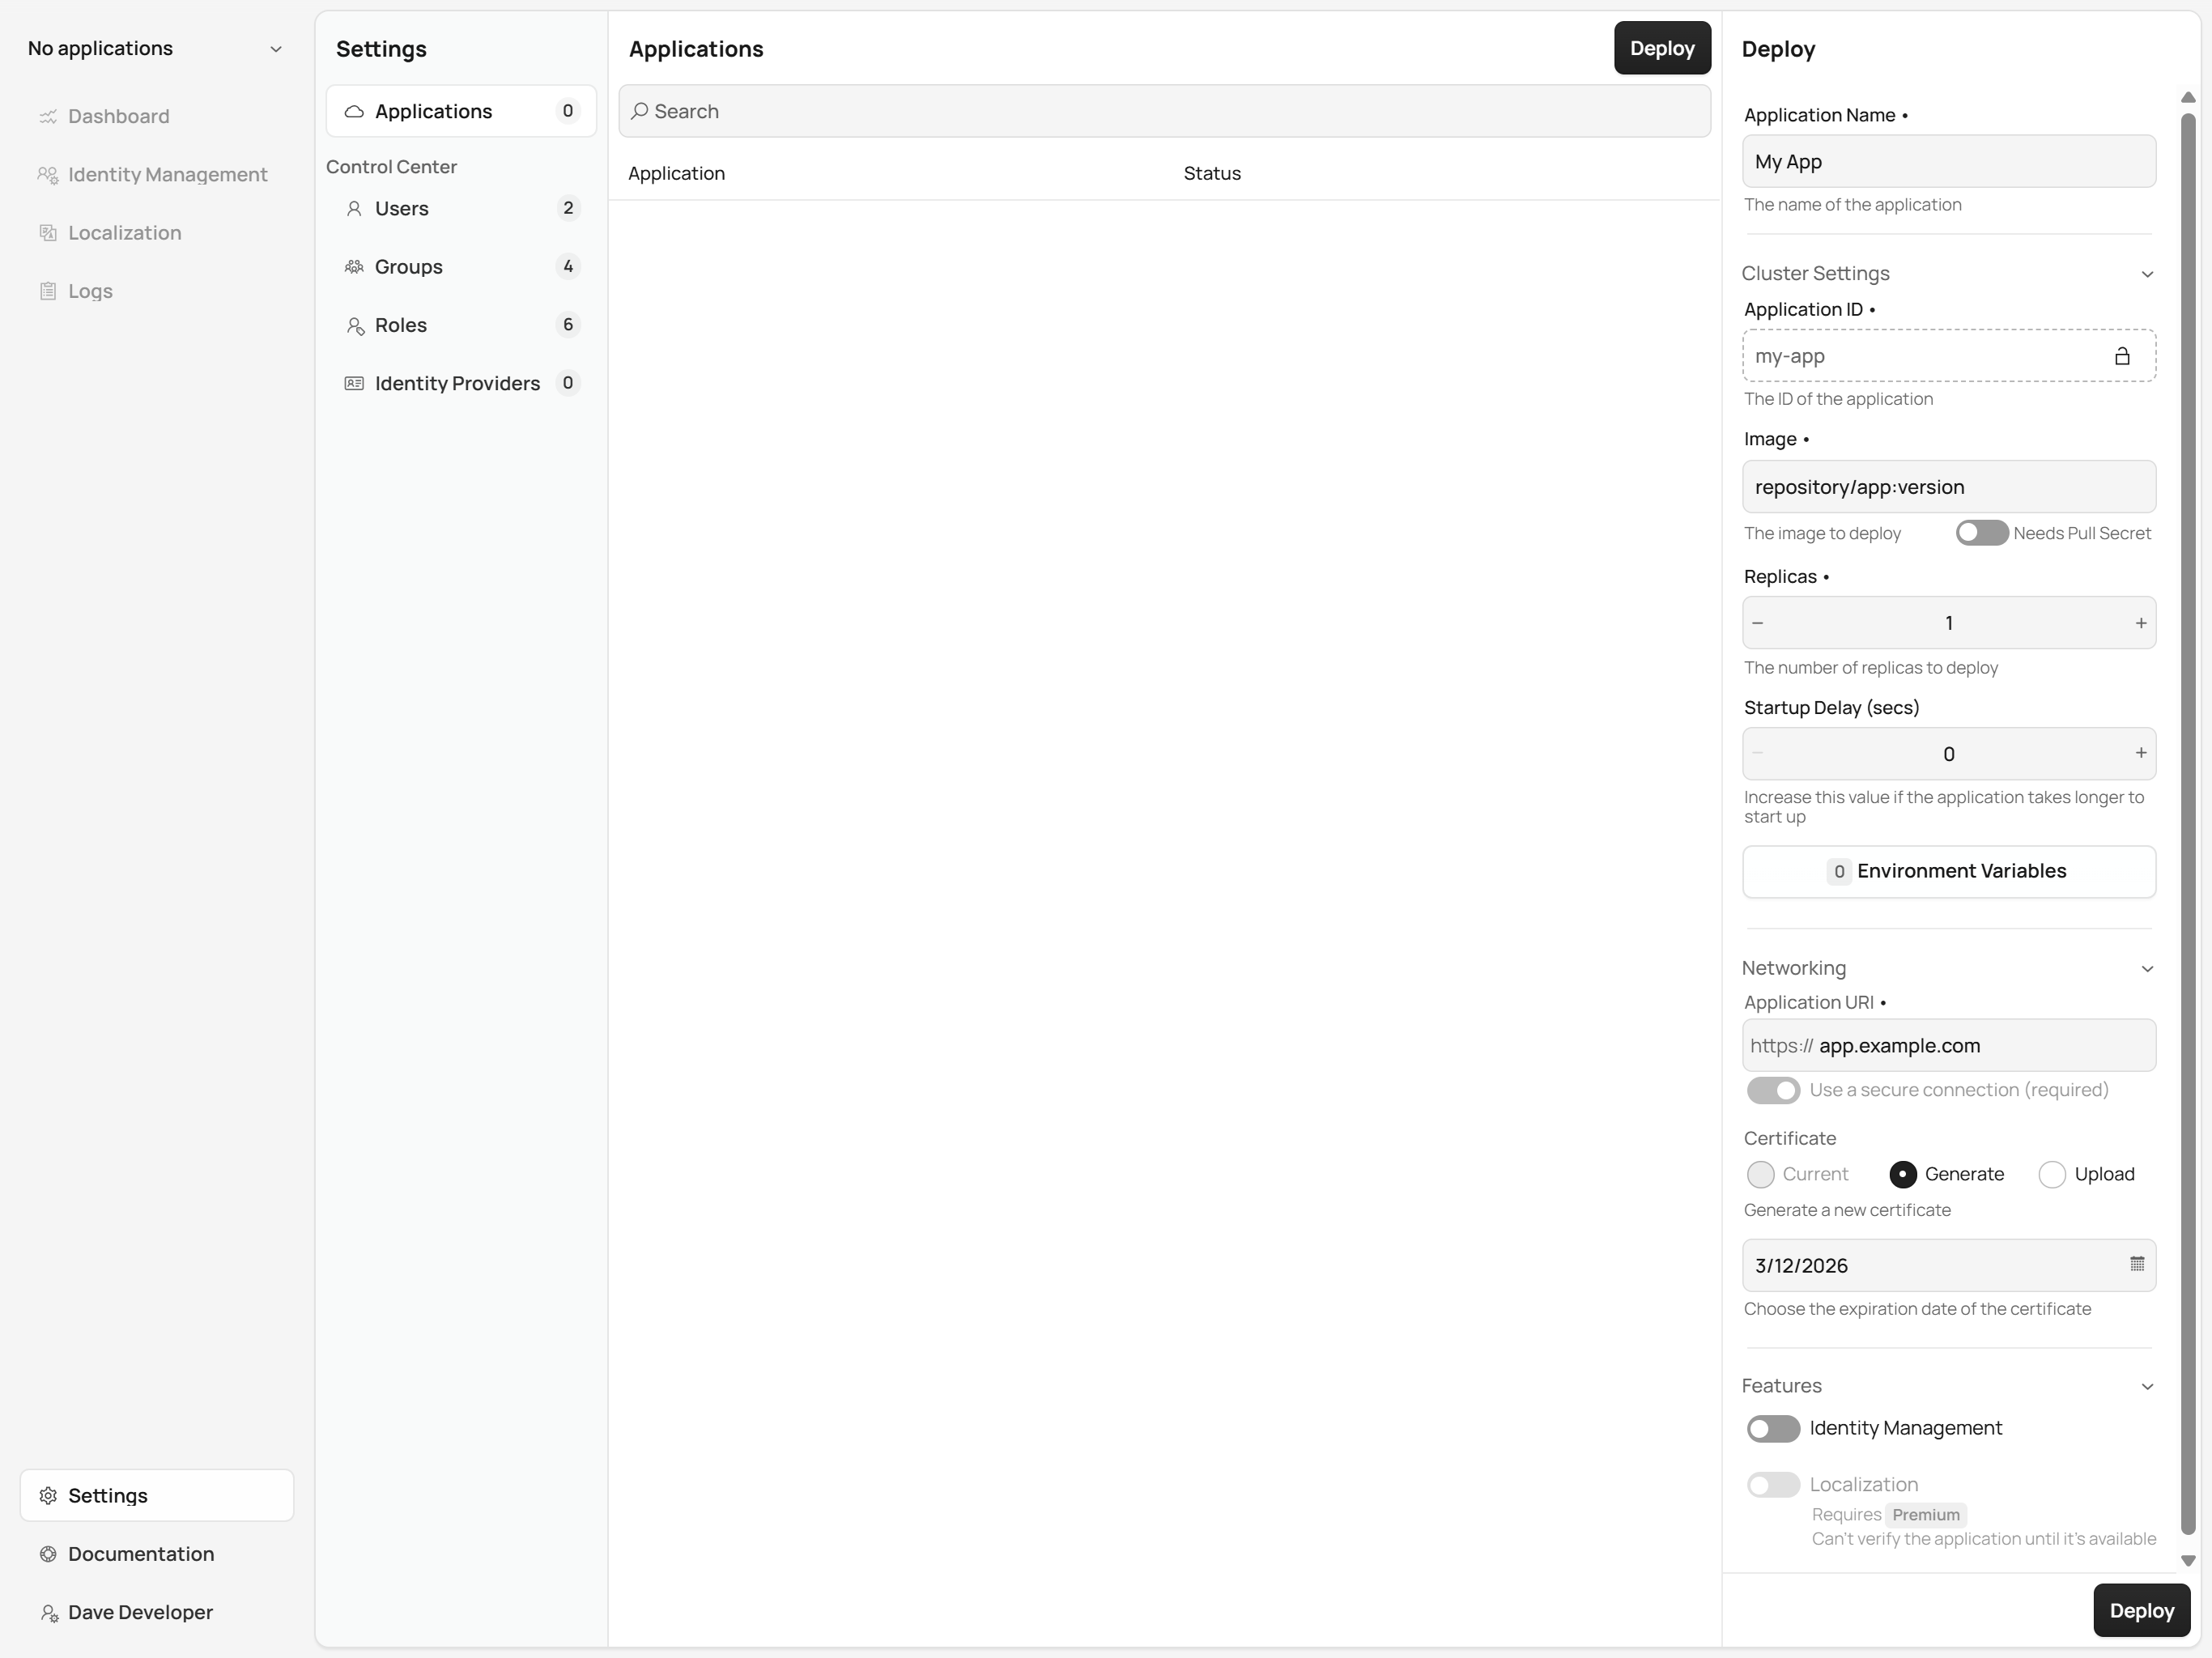 No applications
Dashboard
Identity Management
Localization
Logs
Settings
Documentation
Dave Developer
Settings
Applications 0
Control Center
Users 2
Groups 4
Roles 6
Identity Providers 0
Applications
Deploy
Search
Application Status
Deploy
Application Name •
My App
The name of the application
Cluster Settings
Application ID •
my-app
The ID of the application
Image •
repository/app:version
The image to deploy Needs Pull Secret
Replicas •
− 1 +
The number of replicas to deploy
Startup Delay (secs)
− 0 +
Increase this value if the application takes longer to
start up
0 Environment Variables
Networking
Application URI •
https:// app.example.com
Use a secure connection (required)
Certificate
Current Generate Upload
Generate a new certificate
3/12/2026
Choose the expiration date of the certificate
Features
Identity Management
Localization
Requires Premium
Can't verify the application until it's available
Deploy